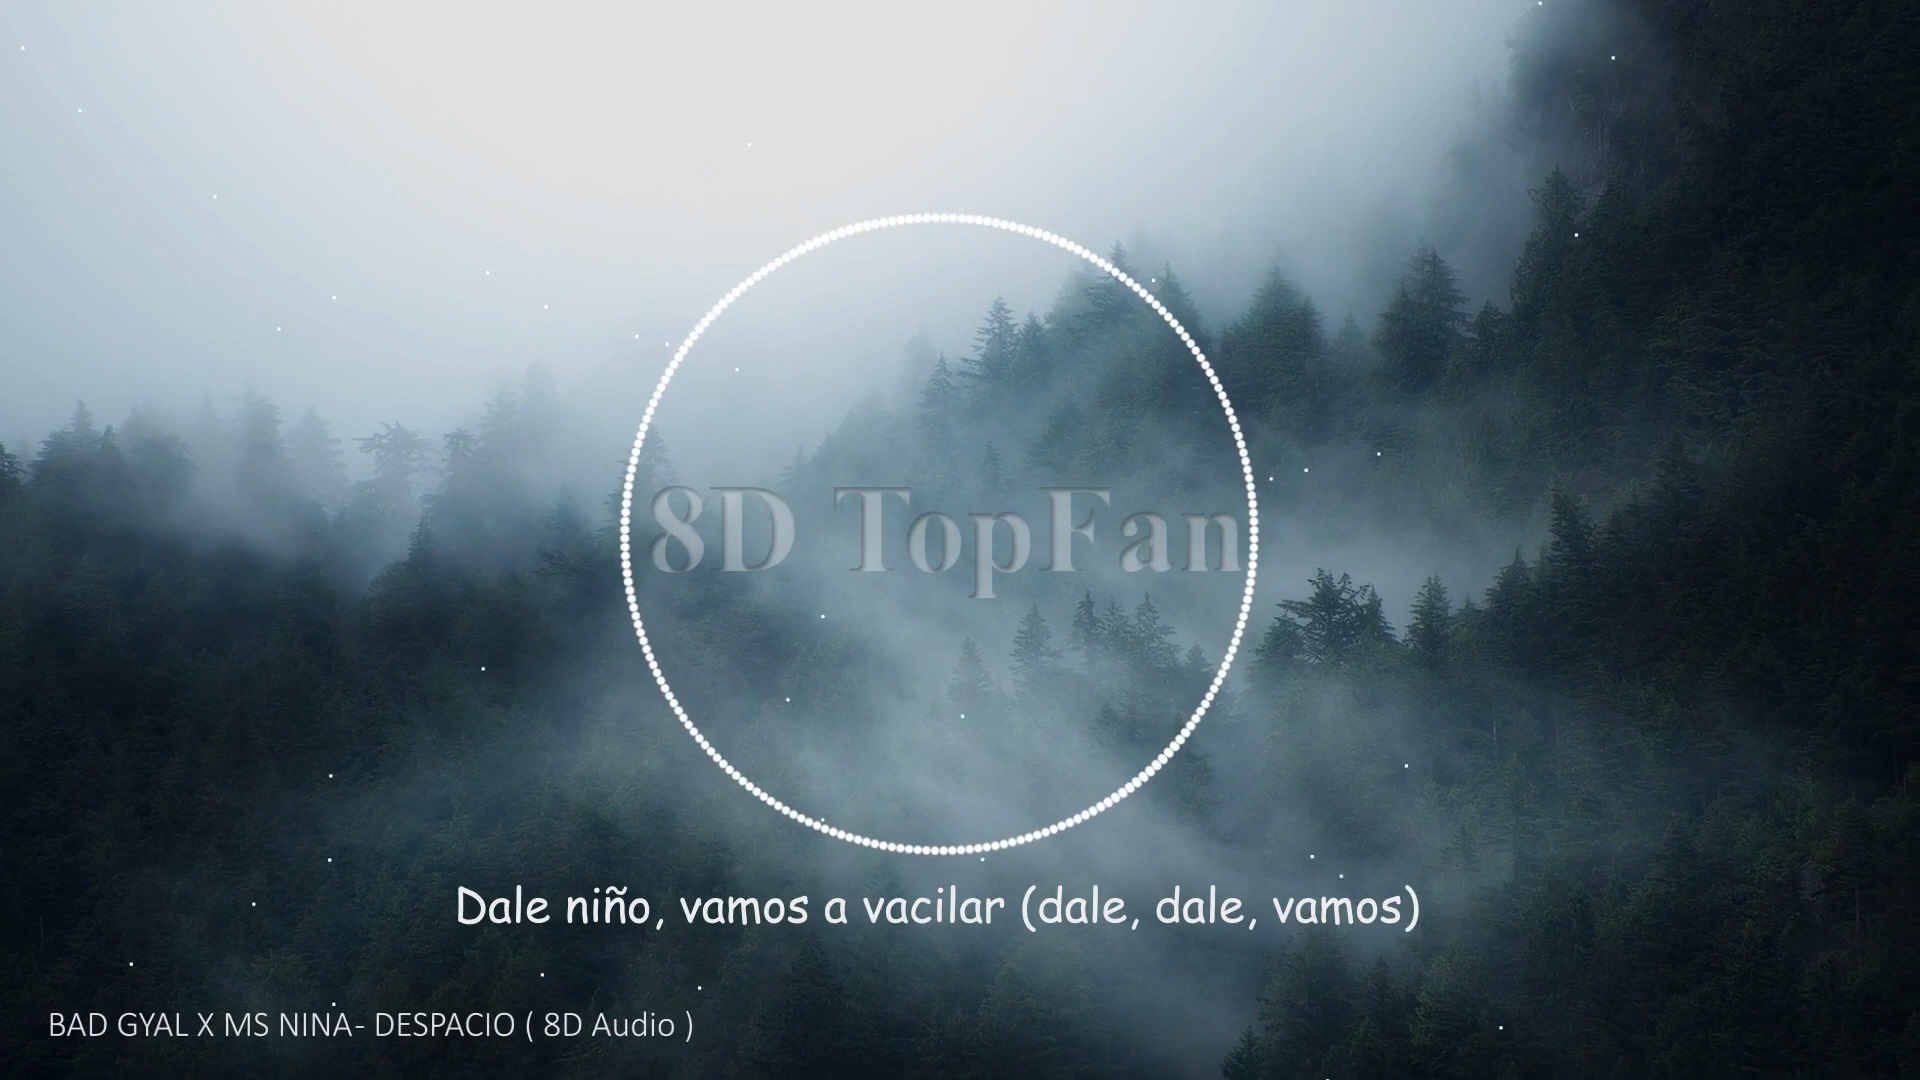 8D TopFan
Dale niño, vamos a vacilar (dale, dale, vamos)
BAD GYAL X MS NINA- DESPACIO ( 8D Audio )